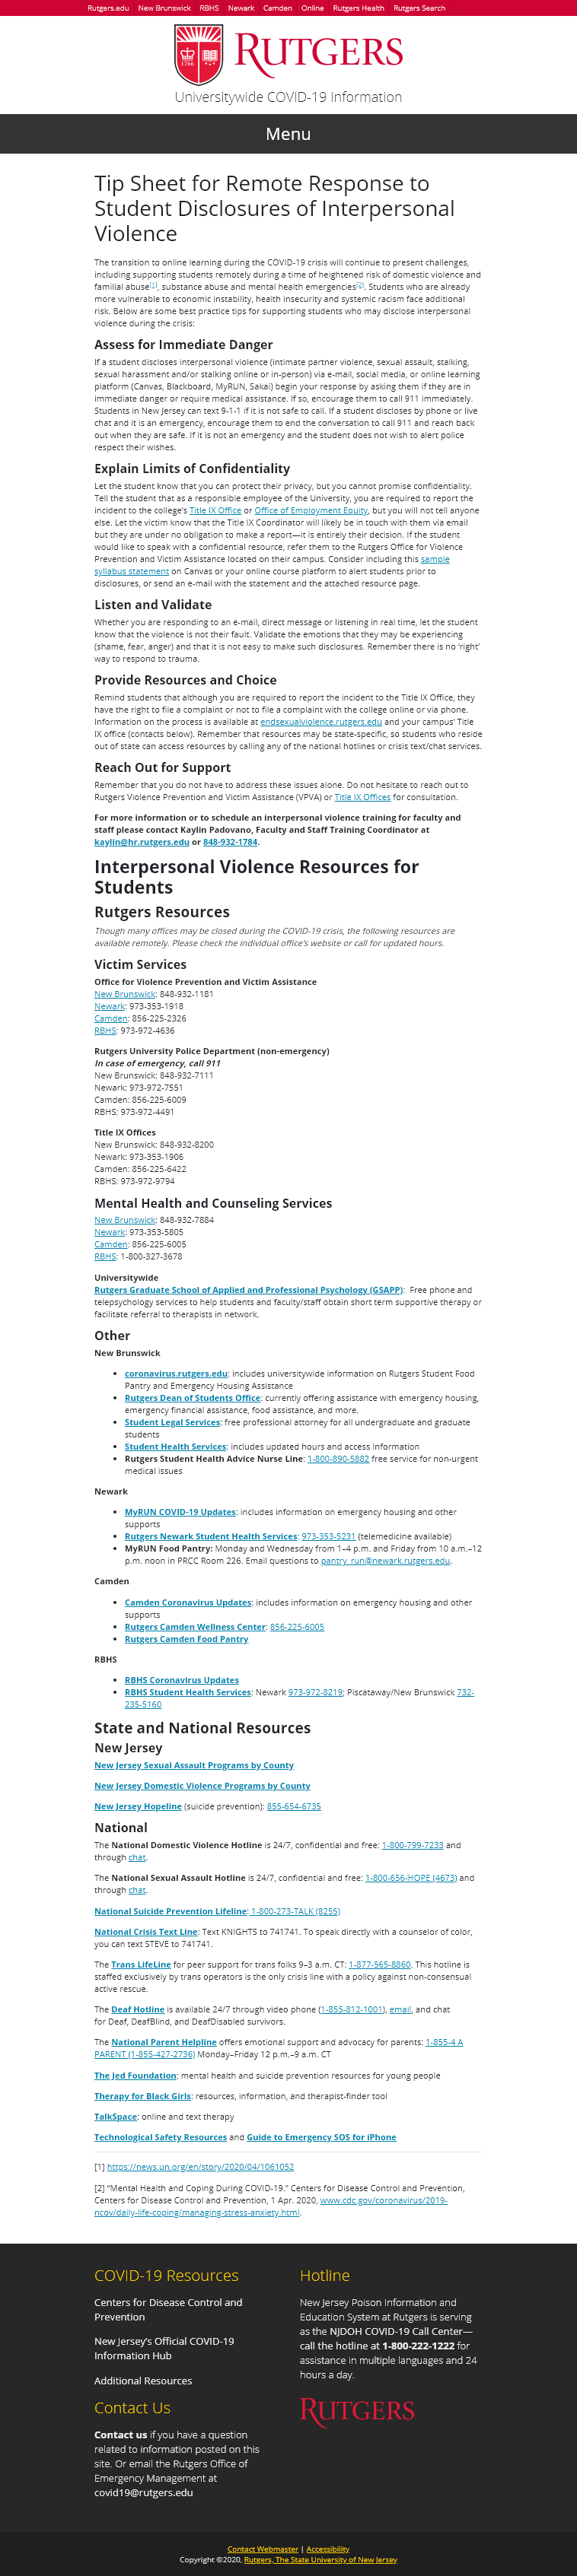 Rutgers.edu New Brunswick RBHS Newark Camden Online Rutgers Health Rutgers Search
RUTGERS
Universitywide COVID-19 Information
Menu
Tip Sheet for Remote Response to
Student Disclosures of Interpersonal
Violence
The transition to online learning during the COVID-19 crisis will continue to present challenges,
including supporting students remotely during a time of heightened risk of domestic violence and
familial abuse[1], substance abuse and mental health emergencies[2]. Students who are already
more vulnerable to economic instability, health insecurity and systemic racism face additional
risk. Below are some best practice tips for supporting students who may disclose interpersonal
violence during the crisis:
Assess for Immediate Danger
If a student discloses interpersonal violence (intimate partner violence, sexual assault, stalking,
sexual harassment and/or stalking online or in-person) via e-mail, social media, or online learning
platform (Canvas, Blackboard, MyRUN, Sakai) begin your response by asking them if they are in
immediate danger or require medical assistance. If so, encourage them to call 911 immediately.
Students in New Jersey can text 9-1-1 if it is not safe to call. If a student discloses by phone or live
chat and it is an emergency, encourage them to end the conversation to call 911 and reach back
out when they are safe. If it is not an emergency and the student does not wish to alert police
respect their wishes.
Explain Limits of Confidentiality
Let the student know that you can protect their privacy, but you cannot promise confidentiality.
Tell the student that as a responsible employee of the University, you are required to report the
incident to the college's Title IX Office or Office of Employment Equity, but you will not tell anyone
else. Let the victim know that the Title IX Coordinator will likely be in touch with them via email
but they are under no obligation to make a report—it is entirely their decision. If the student
would like to speak with a confidential resource, refer them to the Rutgers Office for Violence
Prevention and Victim Assistance located on their campus. Consider including this sample
syllabus statement on Canvas or your online course platform to alert students prior to
disclosures, or send an e-mail with the statement and the attached resource page.
Listen and Validate
Whether you are responding to an e-mail, direct message or listening in real time, let the student
know that the violence is not their fault. Validate the emotions that they may be experiencing
(shame, fear, anger) and that it is not easy to make such disclosures. Remember there is no ‘right’
way to respond to trauma.
Provide Resources and Choice
Remind students that although you are required to report the incident to the Title IX Office, they
have the right to file a complaint or not to file a complaint with the college online or via phone.
Information on the process is available at endsexualviolence.rutgers.edu and your campus' Title
IX office (contacts below). Remember that resources may be state-specific, so students who reside
out of state can access resources by calling any of the national hotlines or crisis text/chat services.
Reach Out for Support
Remember that you do not have to address these issues alone. Do not hesitate to reach out to
Rutgers Violence Prevention and Victim Assistance (VPVA) or Title IX Offices for consultation.
For more information or to schedule an interpersonal violence training for faculty and
staff please contact Kaylin Padovano, Faculty and Staff Training Coordinator at
kaylin@hr.rutgers.edu or 848-932-1784.
Interpersonal Violence Resources for
Students
Rutgers Resources
Though many offices may be closed during the COVID-19 crisis, the following resources are
available remotely. Please check the individual office's website or call for updated hours.
Victim Services
Office for Violence Prevention and Victim Assistance
New Brunswick: 848-932-1181
Newark: 973-353-1918
Camden: 856-225-2326
RBHS: 973-972-4636
Rutgers University Police Department (non-emergency)
In case of emergency, call 911
New Brunswick: 848-932-7111
Newark: 973-972-7551
Camden: 856-225-6009
RBHS: 973-972-4491
Title IX Offices
New Brunswick: 848-932-8200
Newark: 973-353-1906
Camden: 856-225-6422
RBHS: 973-972-9794
Mental Health and Counseling Services
New Brunswick: 848-932-7884
Newark: 973-353-5805
Camden: 856-225-6005
RBHS: 1-800-327-3678
Universitywide
Rutgers Graduate School of Applied and Professional Psychology (GSAPP): Free phone and
telepsychology services to help students and faculty/staff obtain short term supportive therapy or
facilitate referral to therapists in network.
Other
New Brunswick
• coronavirus.rutgers.edu: includes universitywide information on Rutgers Student Food
Pantry and Emergency Housing Assistance
• Rutgers Dean of Students Office: currently offering assistance with emergency housing,
emergency financial assistance, food assistance, and more.
• Student Legal Services: free professional attorney for all undergraduate and graduate
students
• Student Health Services: includes updated hours and access Information
• Rutgers Student Health Advice Nurse Line: 1-800-890-5882 free service for non-urgent
medical issues
Newark
• MyRUN COVID-19 Updates: includes information on emergency housing and other
supports
• Rutgers Newark Student Health Services: 973-353-5231 (telemedicine available)
• MyRUN Food Pantry: Monday and Wednesday from 1–4 p.m. and Friday from 10 a.m.–12
p.m. noon in PRCC Room 226. Email questions to pantry_run@newark.rutgers.edu.
Camden
• Camden Coronavirus Updates: includes information on emergency housing and other
supports
• Rutgers Camden Wellness Center: 856-225-6005
• Rutgers Camden Food Pantry
RBHS
• RBHS Coronavirus Updates
• RBHS Student Health Services: Newark 973-972-8219; Piscataway/New Brunswick 732-
235-5160
State and National Resources
New Jersey
New Jersey Sexual Assault Programs by County
New Jersey Domestic Violence Programs by County
New Jersey Hopeline (suicide prevention): 855-654-6735
National
The National Domestic Violence Hotline is 24/7, confidential and free: 1-800-799-7233 and
through chat.
The National Sexual Assault Hotline is 24/7, confidential and free: 1-800-656-HOPE (4673) and
through chat.
National Suicide Prevention Lifeline: 1-800-273-TALK (8255)
National Crisis Text Line: Text KNIGHTS to 741741. To speak directly with a counselor of color,
you can text STEVE to 741741.
The Trans LifeLine for peer support for trans folks 9–3 a.m. CT: 1-877-565-8860. This hotline is
staffed exclusively by trans operators is the only crisis line with a policy against non-consensual
active rescue.
The Deaf Hotline is available 24/7 through video phone (1-855-812-1001), email, and chat
for Deaf, DeafBlind, and DeafDisabled survivors.
The National Parent Helpline offers emotional support and advocacy for parents: 1-855-4 A
PARENT (1-855-427-2736) Monday–Friday 12 p.m.–9 a.m. CT
The Jed Foundation: mental health and suicide prevention resources for young people
Therapy for Black Girls: resources, information, and therapist-finder tool
TalkSpace: online and text therapy
Technological Safety Resources and Guide to Emergency SOS for iPhone
[1] https://news.un.org/en/story/2020/04/1061052
[2] “Mental Health and Coping During COVID-19.” Centers for Disease Control and Prevention,
Centers for Disease Control and Prevention, 1 Apr. 2020, www.cdc.gov/coronavirus/2019-
ncov/daily-life-coping/managing-stress-anxiety.html.
COVID-19 Resources
Centers for Disease Control and
Prevention
New Jersey's Official COVID-19
Information Hub
Additional Resources
Contact Us
Contact us if you have a question
related to information posted on this
site. Or email the Rutgers Office of
Emergency Management at
covid19@rutgers.edu
Hotline
New Jersey Poison Information and
Education System at Rutgers is serving
as the NJDOH COVID-19 Call Center—
call the hotline at 1-800-222-1222 for
assistance in multiple languages and 24
hours a day.
RUTGERS
Contact Webmaster | Accessibility
Copyright ©2020, Rutgers, The State University of New Jersey